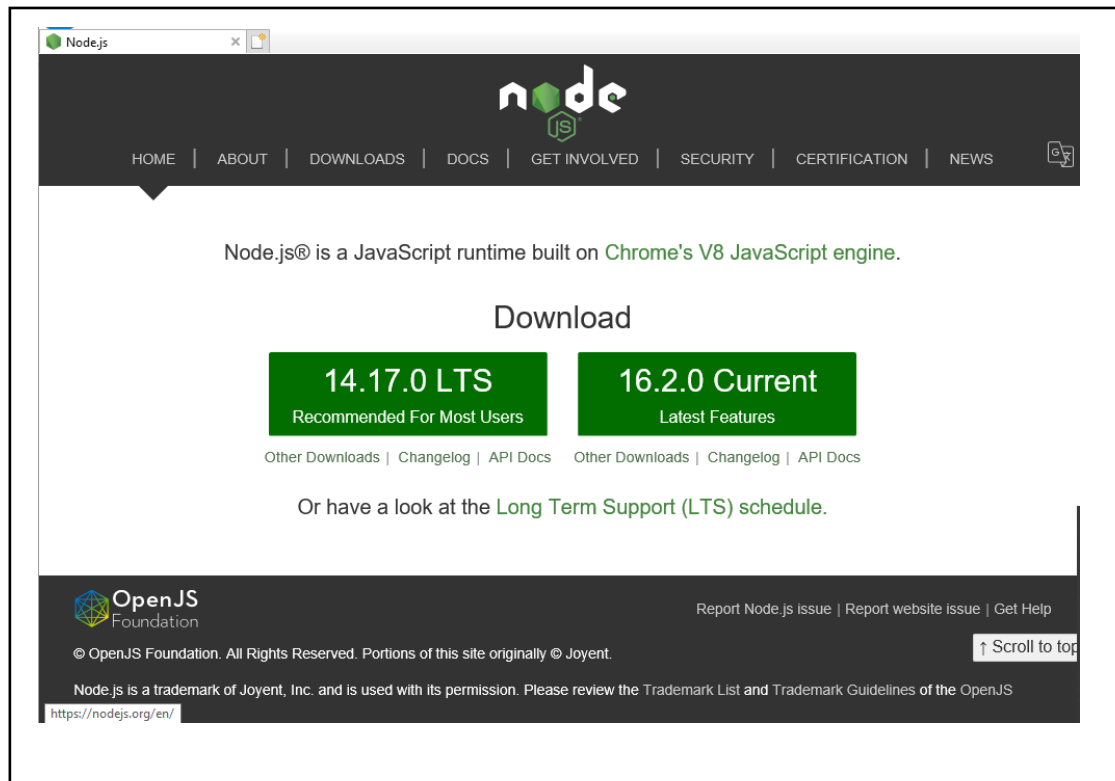 Node.js
node
JS
HOME | ABOUT | DOWNLOADS | DOCS | GET INVOLVED | SECURITY | CERTIFICATION | NEWS
Node.js® is a JavaScript runtime built on Chrome's V8 JavaScript engine.
Download
14.17.0 LTS
Recommended For Most Users
16.2.0 Current
Latest Features
Other Downloads | Changelog | API Docs
Other Downloads | Changelog | API Docs
Or have a look at the Long Term Support (LTS) schedule.
OpenJS
Foundation
Report Node.js issue | Report website issue | Get Help
© OpenJS Foundation. All Rights Reserved. Portions of this site originally © Joyent.
↑ Scroll to top
Node.js is a trademark of Joyent, Inc. and is used with its permission. Please review the Trademark List and Trademark Guidelines of the OpenJS
https://nodejs.org/en/